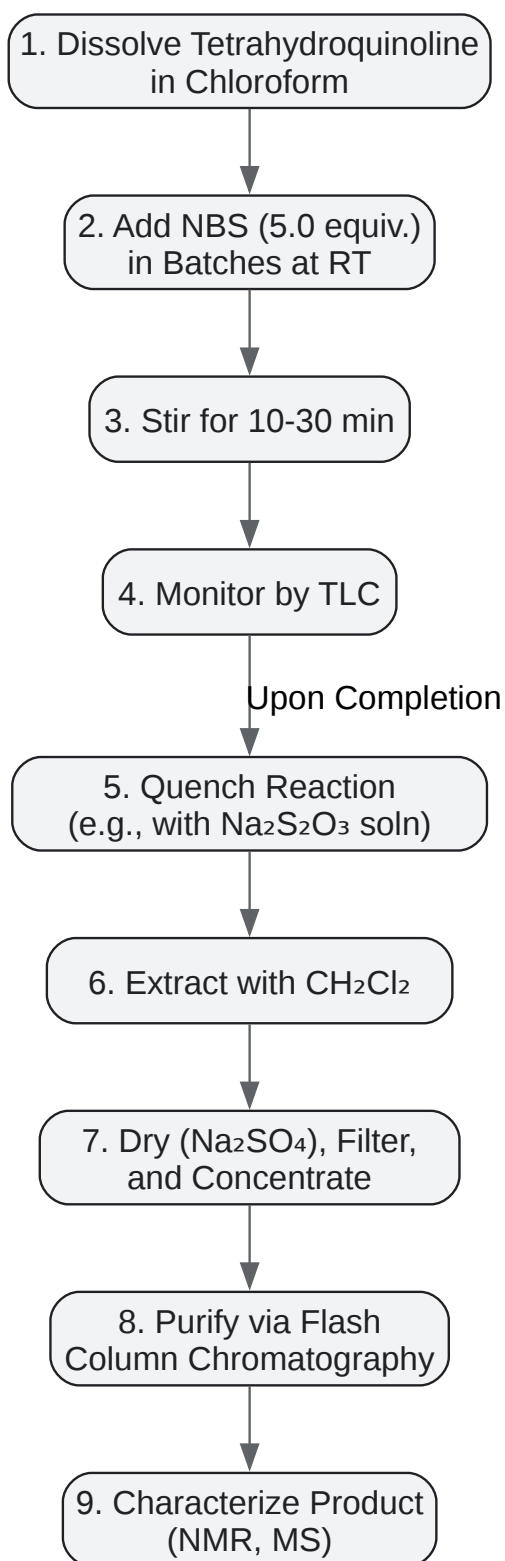 1. Dissolve Tetrahydroquinoline
in Chloroform
2. Add NBS (5.0 equiv.)
in Batches at RT
3. Stir for 10-30 min
4. Monitor by TLC
Upon Completion
5. Quench Reaction
(e.g., with Na₂S₂O₃ soln)
6. Extract with CH₂Cl₂
7. Dry (Na₂SO₄), Filter,
and Concentrate
8. Purify via Flash
Column Chromatography
9. Characterize Product
(NMR, MS)